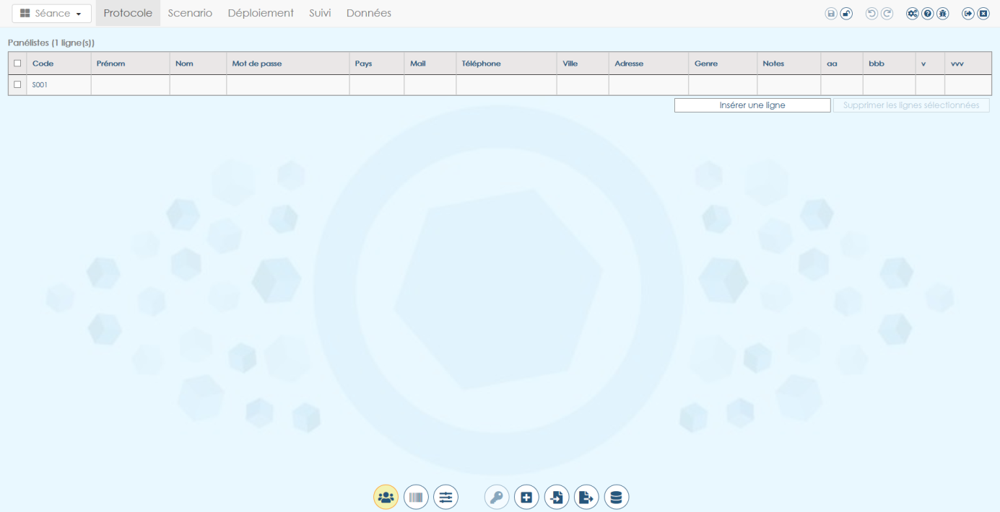 Séance Protocole Scenario Déploiement Suivi Données
Panélistes (1 ligne(s))
Code Prénom Nom Mot de passe Pays Mail Téléphone Ville Adresse Genre Notes aa bbb v vvv
S001
Insérer une ligne Supprimer les lignes sélectionnées